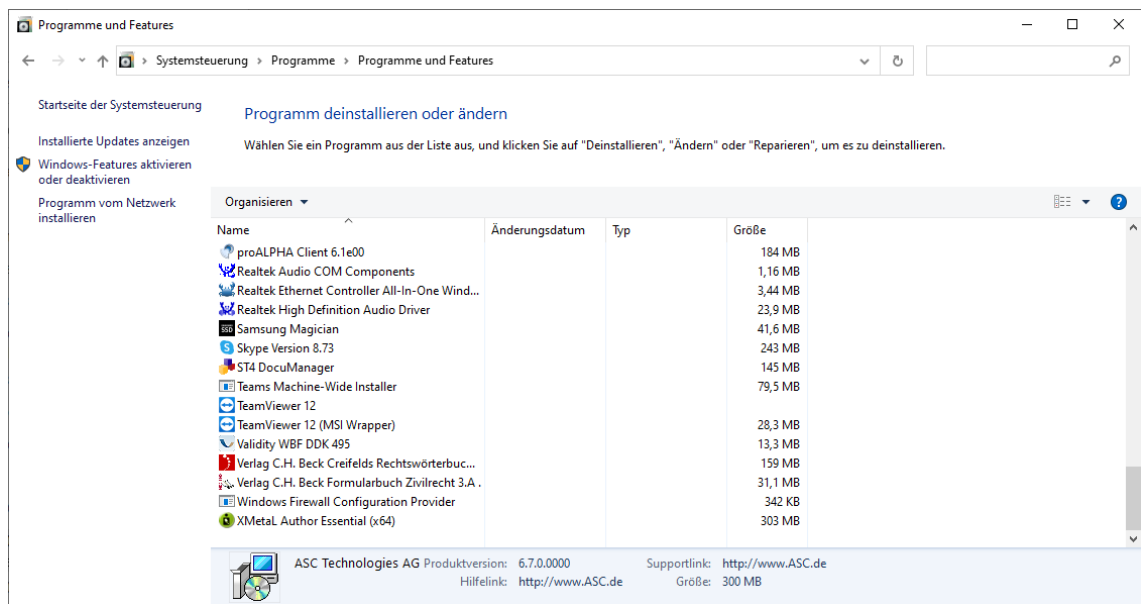 Programme und Features
Systemsteuerung > Programme > Programme und Features
Startseite der Systemsteuerung
Installierte Updates anzeigen
Windows-Features aktivieren
oder deaktivieren
Programm vom Netzwerk
installieren
Programm deinstallieren oder ändern
Wählen Sie ein Programm aus der Liste aus, und klicken Sie auf "Deinstallieren", "Ändern" oder "Reparieren", um es zu deinstallieren.
Organisieren
Name Änderungsdatum Typ Größe
proALPHA Client 6.1e00 184 MB
Realtek Audio COM Components 1,16 MB
Realtek Ethernet Controller All-In-One Wind... 3,44 MB
Realtek High Definition Audio Driver 23,9 MB
SSD Samsung Magician 41,6 MB
Skype Version 8.73 243 MB
ST4 DocuManager 145 MB
Teams Machine-Wide Installer 79,5 MB
TeamViewer 12
TeamViewer 12 (MSI Wrapper) 28,3 MB
Validity WBF DDK 495 13,3 MB
Verlag C.H. Beck Creifelds Rechtswörterbuc... 159 MB
Verlag C.H. Beck Formularbuch Zivilrecht 3.A . 31,1 MB
Windows Firewall Configuration Provider 342 KB
XMetaL Author Essential (x64) 303 MB
ASC Technologies AG Produktversion: 6.7.0.0000 Supportlink: http://www.ASC.de
Hilfelink: http://www.ASC.de Größe: 300 MB